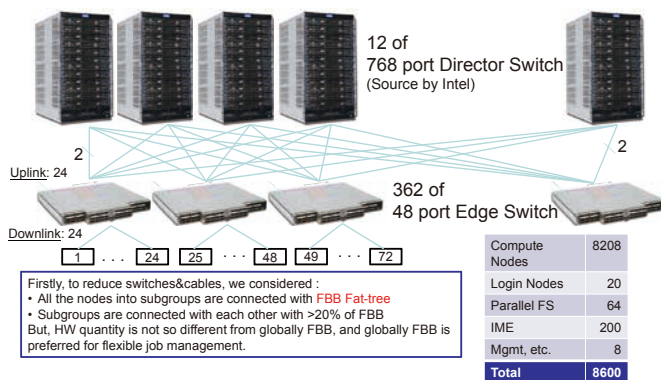 12 of
768 port Director Switch
(Source by Intel)
2
2
Uplink: 24
362 of
48 port Edge Switch
Downlink: 24
1 . . . 24 25 . . . 48 49 . . . 72
Firstly, to reduce switches&cables, we considered :
• All the nodes into subgroups are connected with FBB Fat-tree
• Subgroups are connected with each other with >20% of FBB
But, HW quantity is not so different from globally FBB, and globally FBB is
preferred for flexible job management.
Compute 8208
Nodes
Login Nodes 20
Parallel FS 64
IME 200
Mgmt, etc. 8
Total 8600